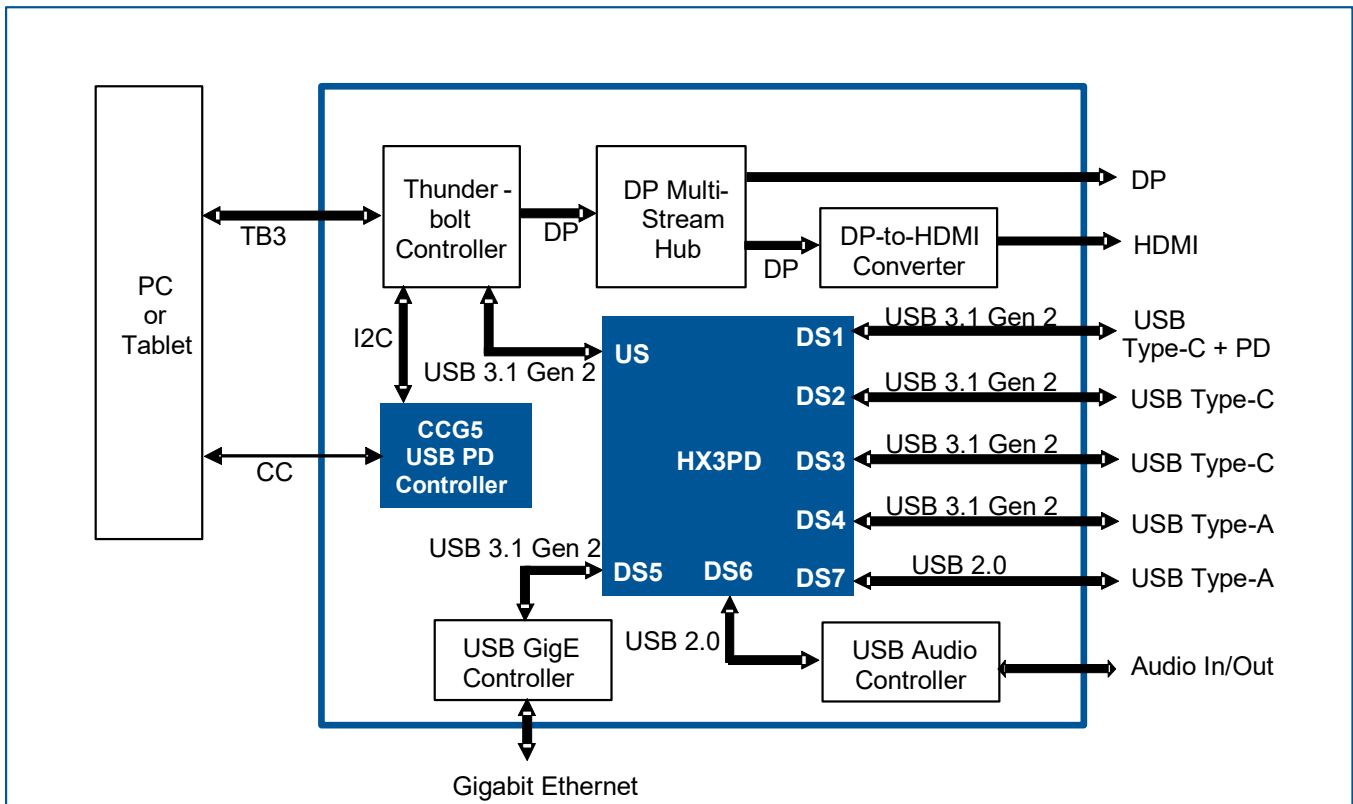 PC
or
Tablet
TB3
CC
Thunder -
bolt
Controller
I2C
DP
DP Multi-
Stream
Hub
DP
DP-to-HDMI
Converter
DP
HDMI
USB 3.1 Gen 2
CCG5
USB PD
Controller
US
HX3PD
DS1
USB 3.1 Gen 2
USB
Type-C + PD
DS2
USB 3.1 Gen 2
USB Type-C
DS3
USB 3.1 Gen 2
USB Type-C
DS4
USB 3.1 Gen 2
USB Type-A
DS7
USB 2.0
USB Type-A
USB 3.1 Gen 2
DS5
DS6
USB GigE
Controller
USB 2.0
USB Audio
Controller
Audio In/Out
Gigabit Ethernet